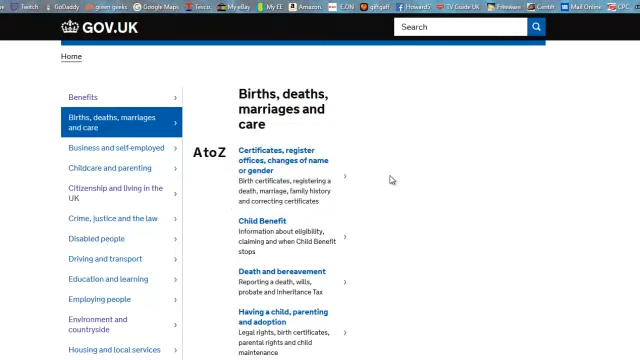 Twitch GoDaddy green geeks Google Maps Tesco My eBay My EE Amazon E.ON giffgaff Howard5 TV Guide UK Freeware Mail Online CPC
GOV.UK
Search
Home
Benefits
Births, deaths, marriages and care
Business and self-employed
Childcare and parenting
Citizenship and living in the
UK
Crime, justice and the law
Disabled people
Driving and transport
Education and learning
Employing people
Environment and
countryside
Housing and local services
A to Z
Births, deaths,
marriages and
care
Certificates, register
offices, changes of name
or gender
Birth certificates, registering a
death, marriage, family history
and correcting certificates
Child Benefit
Information about eligibility,
claiming and when Child Benefit
stops
Death and bereavement
Reporting a death, wills,
probate and Inheritance Tax
Having a child, parenting
and adoption
Legal rights, birth certificates,
parental rights and child
maintenance